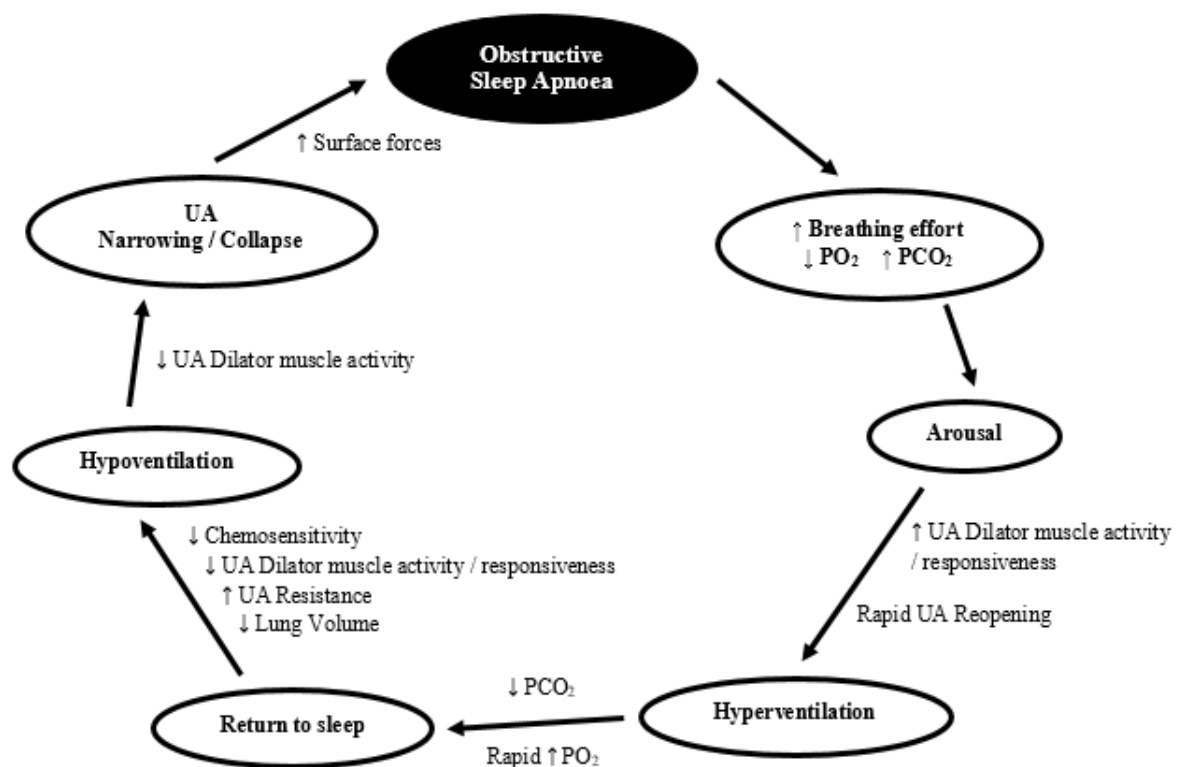 Obstructive
Sleep Apnoea
↑ Surface forces
UA
Narrowing / Collapse
↑ Breathing effort
↓ PO₂ ↑ PCO₂
↓ UA Dilator muscle activity
Arousal
Hypoventilation
↓ Chemosensitivity
↓ UA Dilator muscle activity / responsiveness
↑ UA Resistance
↓ Lung Volume
↑ UA Dilator muscle activity
/ responsiveness
Rapid UA Reopening
↓ PCO₂
Rapid ↑ PO₂
Return to sleep
Hyperventilation